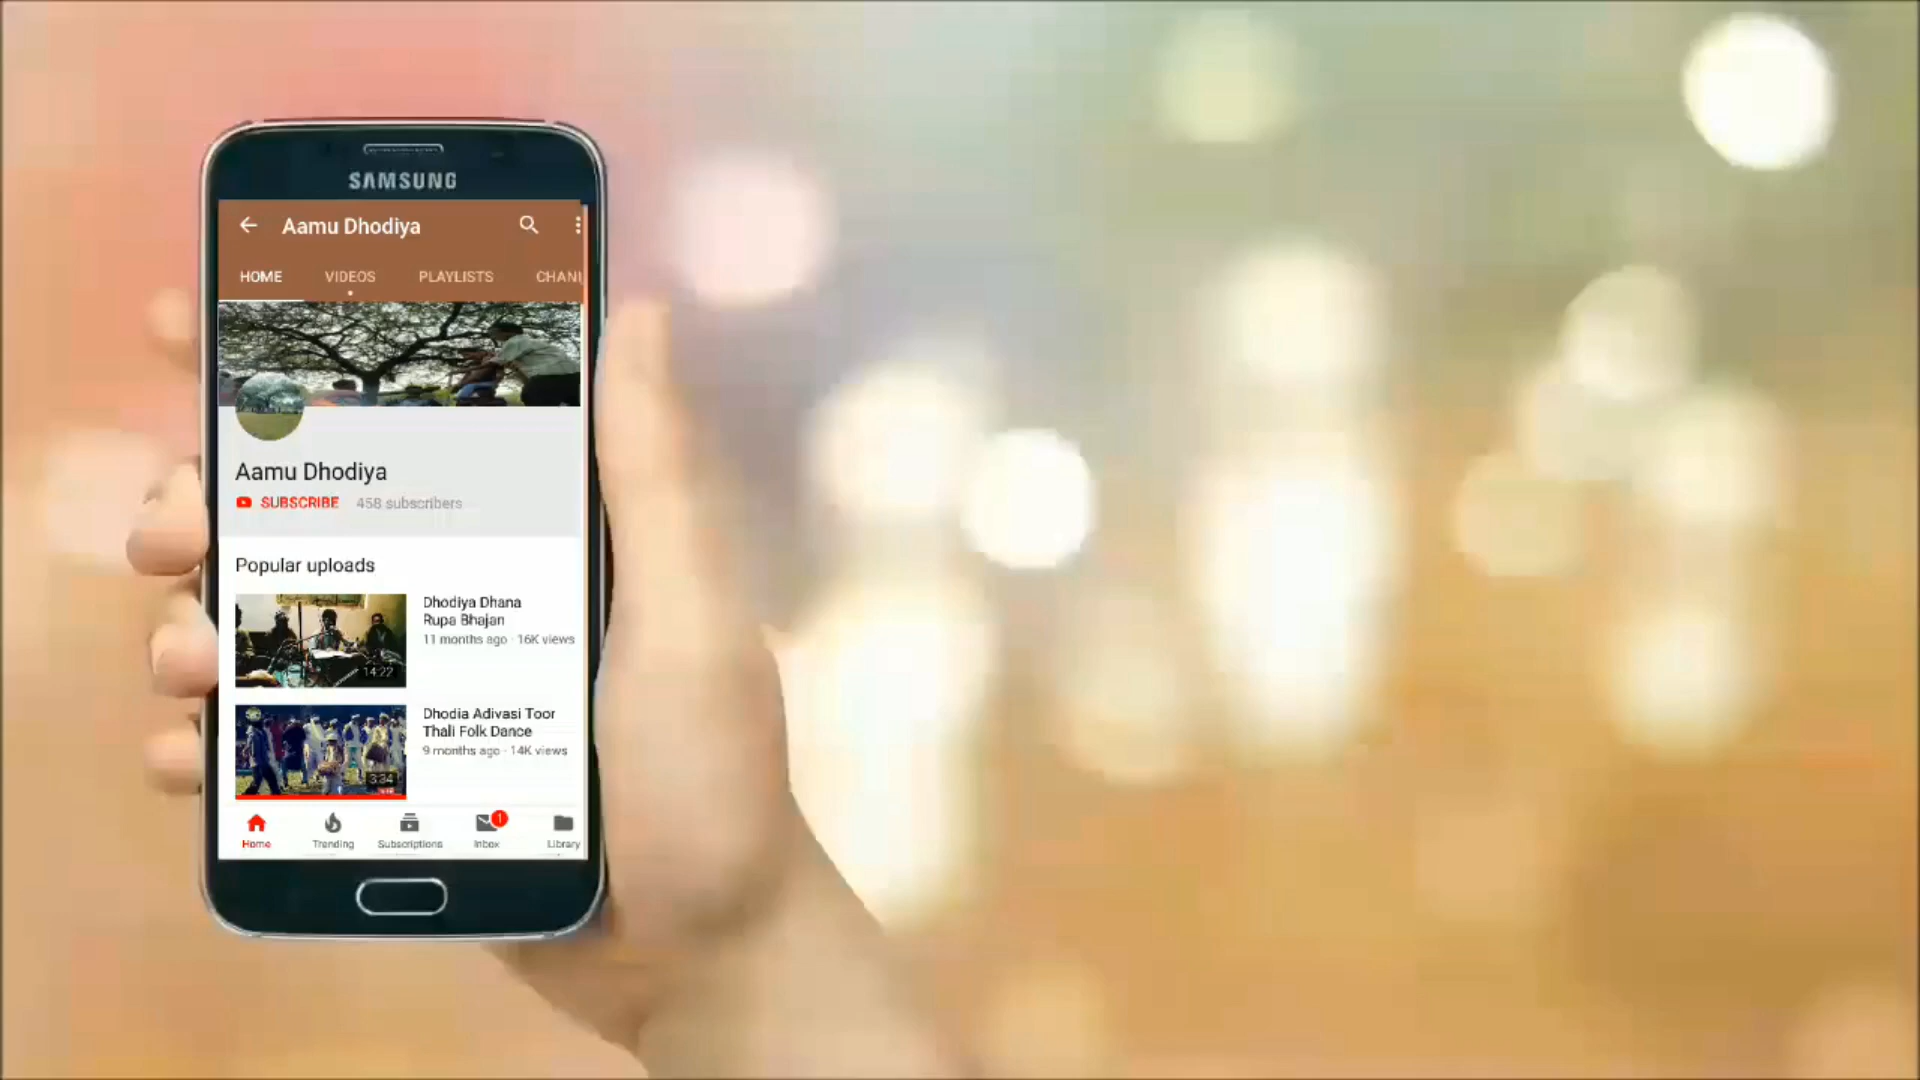 SAMSUNG
Aamu Dhodiya
HOME VIDEOS PLAYLISTS CHAN
Aamu Dhodiya
SUBSCRIBE 458 subscribers
Popular uploads
Dhodiya Dhana
Rupa Bhajan
11 months ago · 16K views
14:22
Dhodia Adivasi Toor
Thali Folk Dance
9 months ago · 14K views
3:34
1
Home Trending Subscriptions Inbox Library